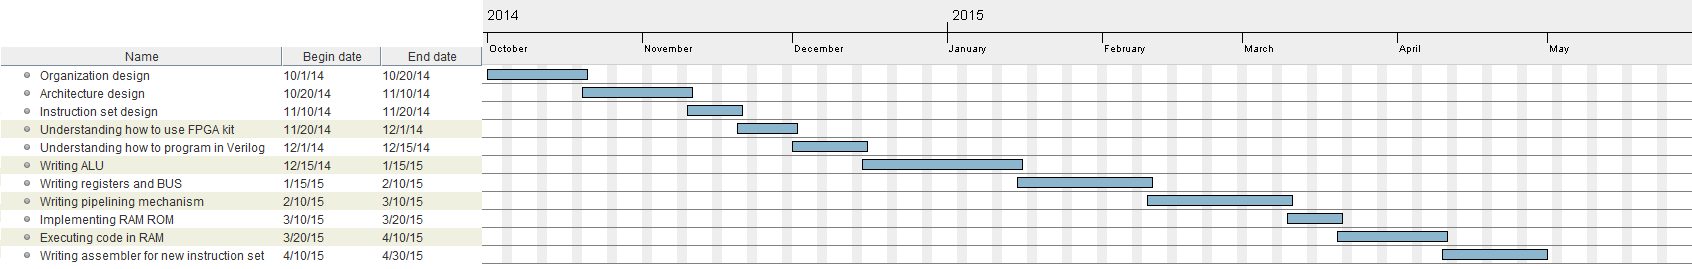 2014 2015
Name Begin date End date October November December January February March April May
Organization design 10/1/14 10/20/14
Architecture design 10/20/14 11/10/14
Instruction set design 11/10/14 11/20/14
Understanding how to use FPGA kit 11/20/14 12/1/14
Understanding how to program in Verilog 12/1/14 12/15/14
Writing ALU 12/15/14 1/15/15
Writing registers and BUS 1/15/15 2/10/15
Writing pipelining mechanism 2/10/15 3/10/15
Implementing RAM ROM 3/10/15 3/20/15
Executing code in RAM 3/20/15 4/10/15
Writing assembler for new instruction set 4/10/15 4/30/15